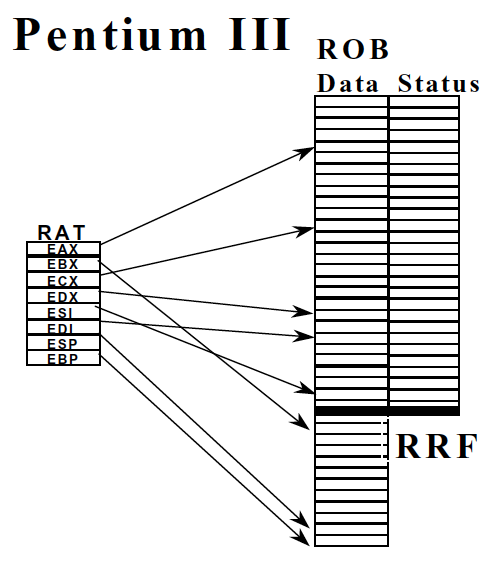 Pentium III
ROB
Data Status
RAT
EAX
EBX
ECX
EDX
ESI
EDI
ESP
EBP
RRF